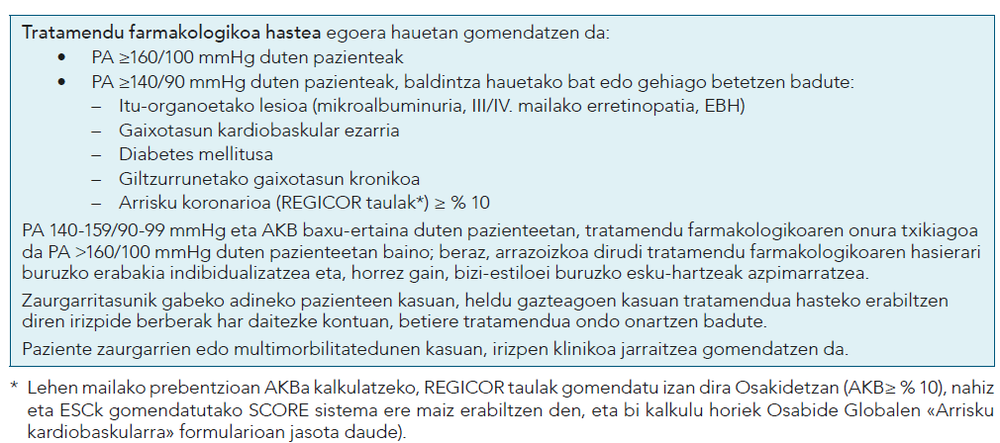 Tratamendu farmakologikoa hastea egoera hauetan gomendatzen da:
• PA ≥160/100 mmHg duten pazienteak
• PA ≥140/90 mmHg duten pazienteak, baldintza hauetako bat edo gehiago betetzen badute:
– Itu-organoetako lesioa (mikroalbuminuria, III/IV. mailako erretinopatia, EBH)
– Gaixotasun kardiobaskular ezarria
– Diabetes mellitusa
– Giltzurrunetako gaixotasun kronikoa
– Arrisku koronarioa (REGICOR taulak*) ≥ % 10
PA 140-159/90-99 mmHg eta AKB baxu-ertaina duten pazienteetan, tratamendu farmakologikoaren onura txikiagoa
da PA >160/100 mmHg duten pazienteetan baino; beraz, arrazoizkoa dirudi tratamendu farmakologikoaren hasierari
buruzko erabakia indibidualizatzea eta, horrez gain, bizi-estiloei buruzko esku-hartzeak azpimarratzea.
Zaurgarritasunik gabeko adineko pazienteen kasuan, heldu gazteagoen kasuan tratamendua hasteko erabiltzen
diren irizpide berberak har daitezke kontuan, betiere tratamendua ondo onartzen badute.
Paziente zaurgarrien edo multimorbilitatedunen kasuan, irizpen klinikoa jarraitzea gomendatzen da.
* Lehen mailako prebentzioan AKBa kalkulatzeko, REGICOR taulak gomendatu izan dira Osakidetzan (AKB≥ % 10), nahiz
eta ESCk gomendatutako SCORE sistema ere maiz erabiltzen den, eta bi kalkulu horiek Osabide Globalen «Arrisku
kardiobaskularra» formularioan jasota daude).